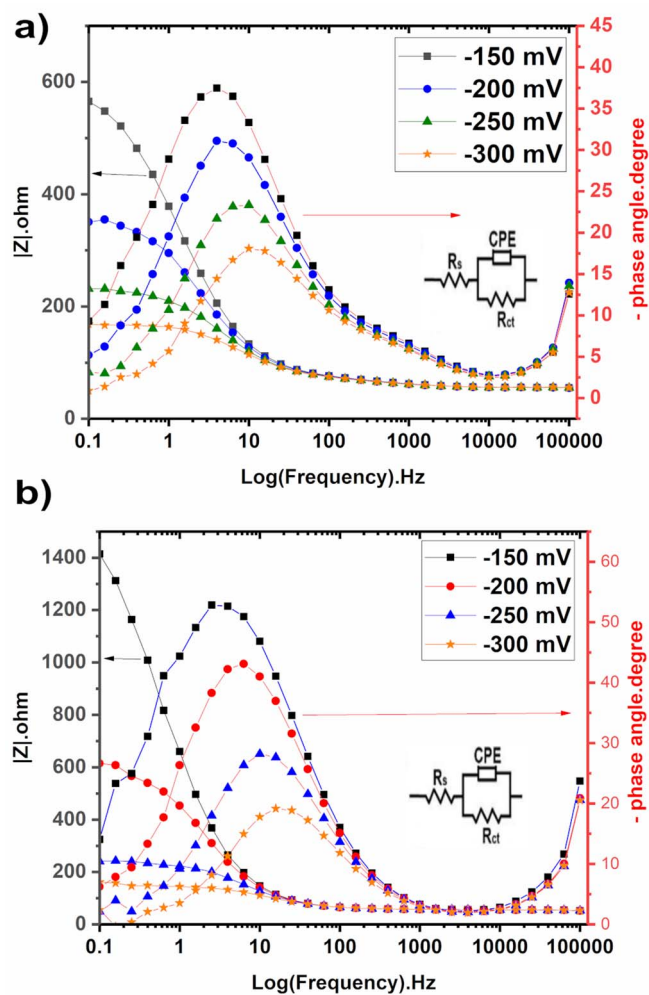 a)
-150 mV
-200 mV
-250 mV
-300 mV
|Z|.ohm
600
400
200
0
- phase angle.degree
45
40
35
30
25
20
15
10
5
0
Rs
CPE
Rct
0.1 1 10 100 1000 10000 100000
Log(Frequency).Hz
b)
-150 mV
-200 mV
-250 mV
-300 mV
|Z|.ohm
1400
1200
1000
800
600
400
200
0
- phase angle.degree
60
50
40
30
20
10
0
Rs
CPE
Rct
0.1 1 10 100 1000 10000 100000
Log(Frequency).Hz